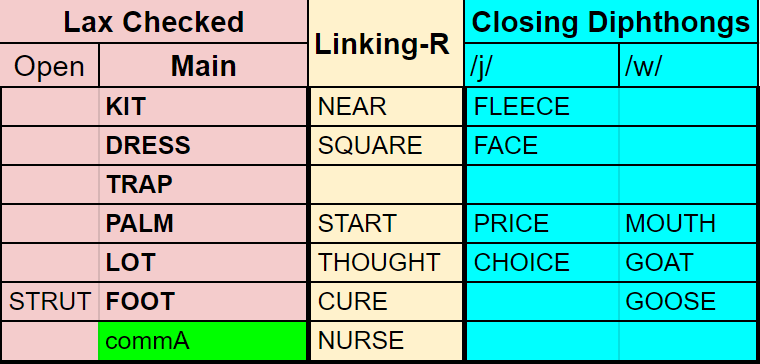 Lax Checked Linking-R Closing Diphthongs
Open Main /j/ /w/
KIT NEAR FLEECE
DRESS SQUARE FACE
TRAP
PALM START PRICE MOUTH
LOT THOUGHT CHOICE GOAT
STRUT FOOT CURE GOOSE
commA NURSE